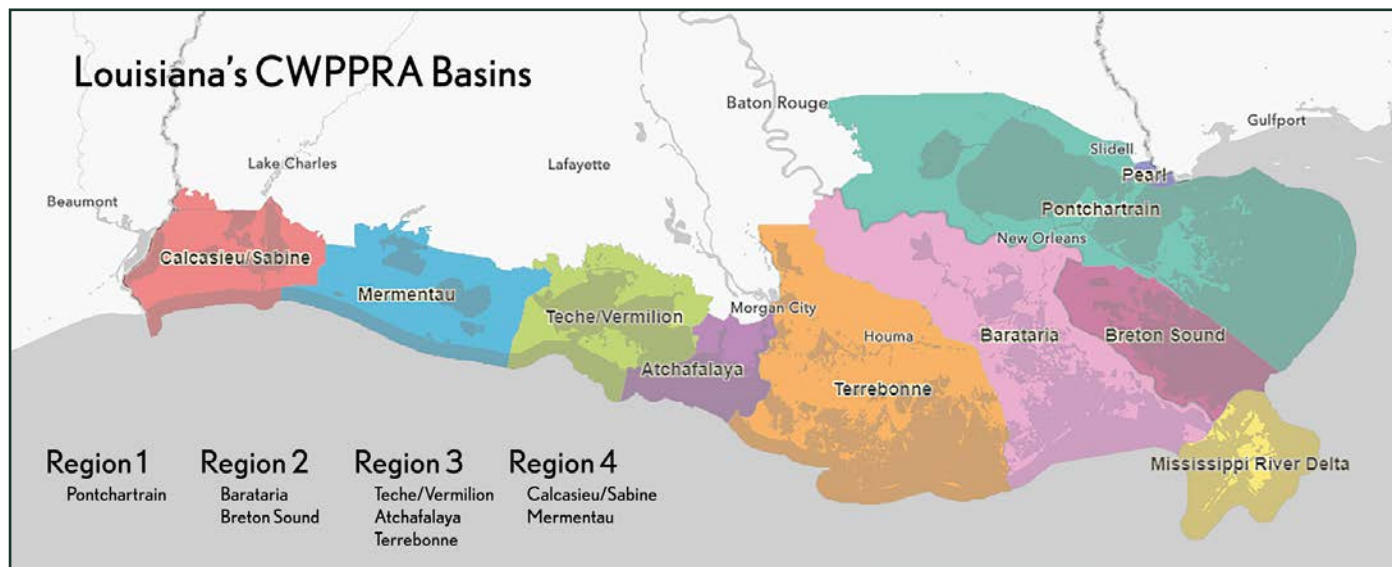 Louisiana's CWPPRA Basins
Baton Rouge
Gulfport
Slidell
Lake Charles
Lafayette
Pearl
Beaumont
Pontchartrain
New Orleans
Calcasieu/Sabine
Mermentau
Teche/Vermilion
Morgan City
Houma
Barataria
Breton Sound
Atchafalaya
Terrebonne
Mississippi River Delta
Region 1
Pontchartrain
Region 2
Barataria
Breton Sound
Region 3
Teche/Vermilion
Atchafalaya
Terrebonne
Region 4
Calcasieu/Sabine
Mermentau